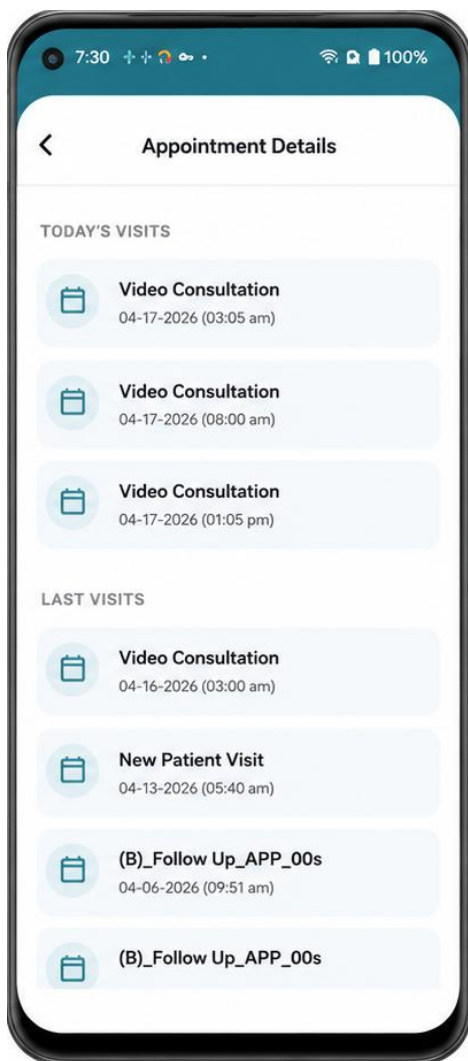 7:30
100%
Appointment Details
TODAY'S VISITS
Video Consultation
04-17-2026 (03:05 am)
Video Consultation
04-17-2026 (08:00 am)
Video Consultation
04-17-2026 (01:05 pm)
LAST VISITS
Video Consultation
04-16-2026 (03:00 am)
New Patient Visit
04-13-2026 (05:40 am)
(B)_Follow Up_APP_00s
04-06-2026 (09:51 am)
(B)_Follow Up_APP_00s